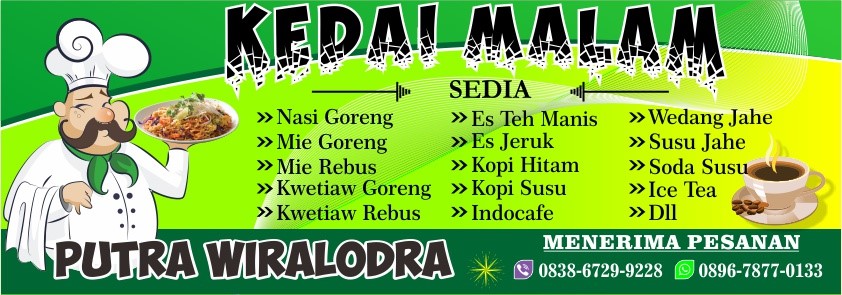 KEDAI MALAM
SEDIA
» Nasi Goreng
» Mie Goreng
» Mie Rebus
» Kwetiaw Goreng
» Kwetiaw Rebus
» Es Teh Manis
» Es Jeruk
» Kopi Hitam
» Kopi Susu
» Indocafe
» Wedang Jahe
» Susu Jahe
» Soda Susu
» Ice Tea
» Dll
PUTRA WIRALODRA
MENERIMA PESANAN
0838-6729-9228 0896-7877-0133